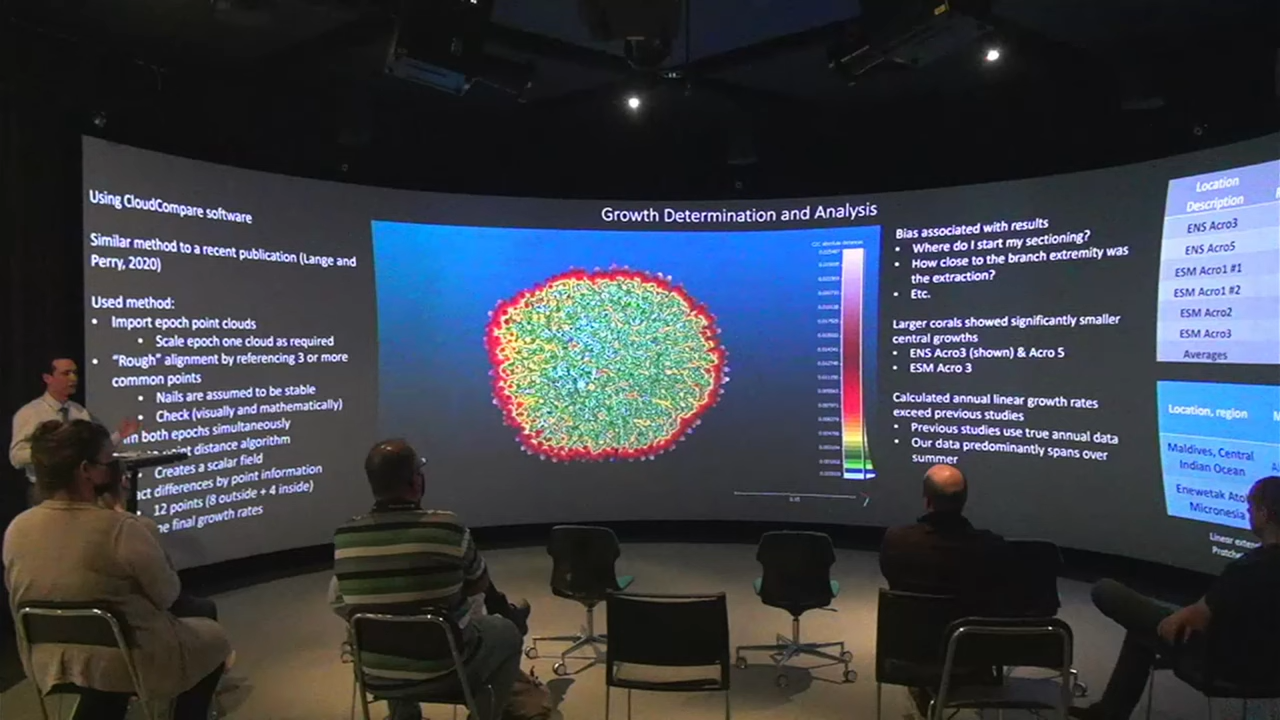 Using CloudCompare software
Similar method to a recent publication (Lange and
Perry, 2020)
Used method:
• Import epoch point clouds
• Scale epoch one cloud as required
• “Rough” alignment by referencing 3 or more
common points
• Nails are assumed to be stable
• Check (visually and mathematically)
both epochs simultaneously
point distance algorithm
Creates a scalar field
differences by point information
12 points (8 outside + 4 inside)
final growth rates
Growth Determination and Analysis
C2C absolute distances
Bias associated with results
• Where do I start my sectioning?
• How close to the branch extremity was
the extraction?
• Etc.
Larger corals showed significantly smaller
central growths
• ENS Acro3 (shown) & Acro 5
• ESM Acro 3
Calculated annual linear growth rates
exceed previous studies
• Previous studies use true annual data
• Our data predominantly spans over
summer
Location
Description
ENS Acro3
ENS Acro5
ESM Acro1 #1
ESM Acro1 #2
ESM Acro2
ESM Acro3
Averages
Location, region
Maldives, Central
Indian Ocean
Enewetak
Micronesia
Linear